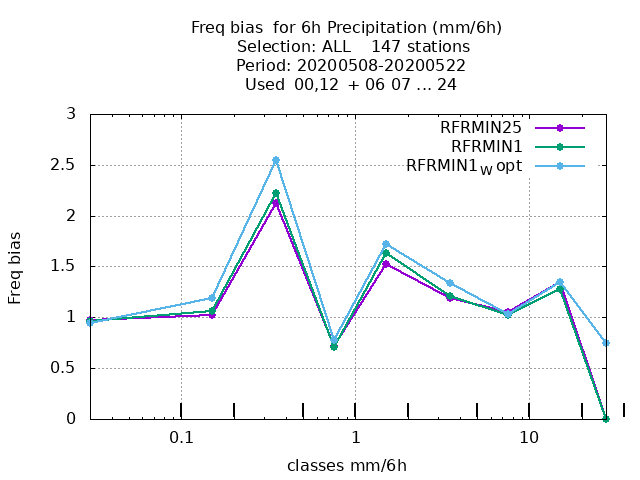 Freq bias  for 6h Precipitation (mm/6h)
Selection: ALL    147 stations
Period: 20200508-20200522
Used  00,12  + 06 07 ... 24
3
2.5
2
1.5
1
0.5
0
0.1
1
10
Freq bias
classes mm/6h
RFRMIN25
RFRMIN1
RFRMIN1W opt